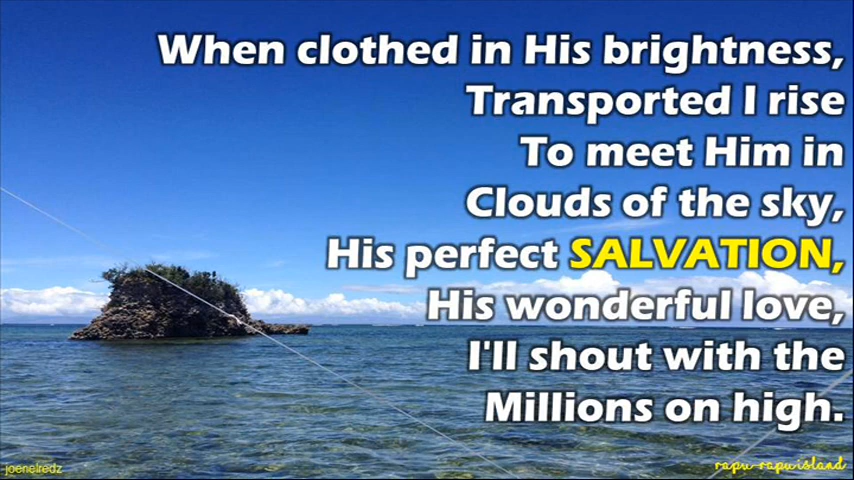 When clothed in His brightness,
Transported I rise
To meet Him in
Clouds of the sky,
His perfect SALVATION,
His wonderful love,
I'll shout with the
Millions on high.
joenelredz
rapu-rapu island